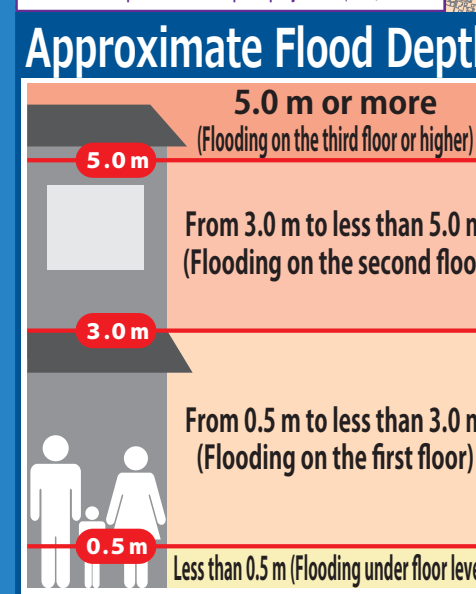 Approximate Flood Dept
5.0 m or more
(Flooding on the third floor or higher)
5.0 m
From 3.0 m to less than 5.0 m
(Flooding on the second floo
3.0 m
From 0.5 m to less than 3.0 m
(Flooding on the first floor)
0.5 m
Less than 0.5 m (Flooding under floor leve